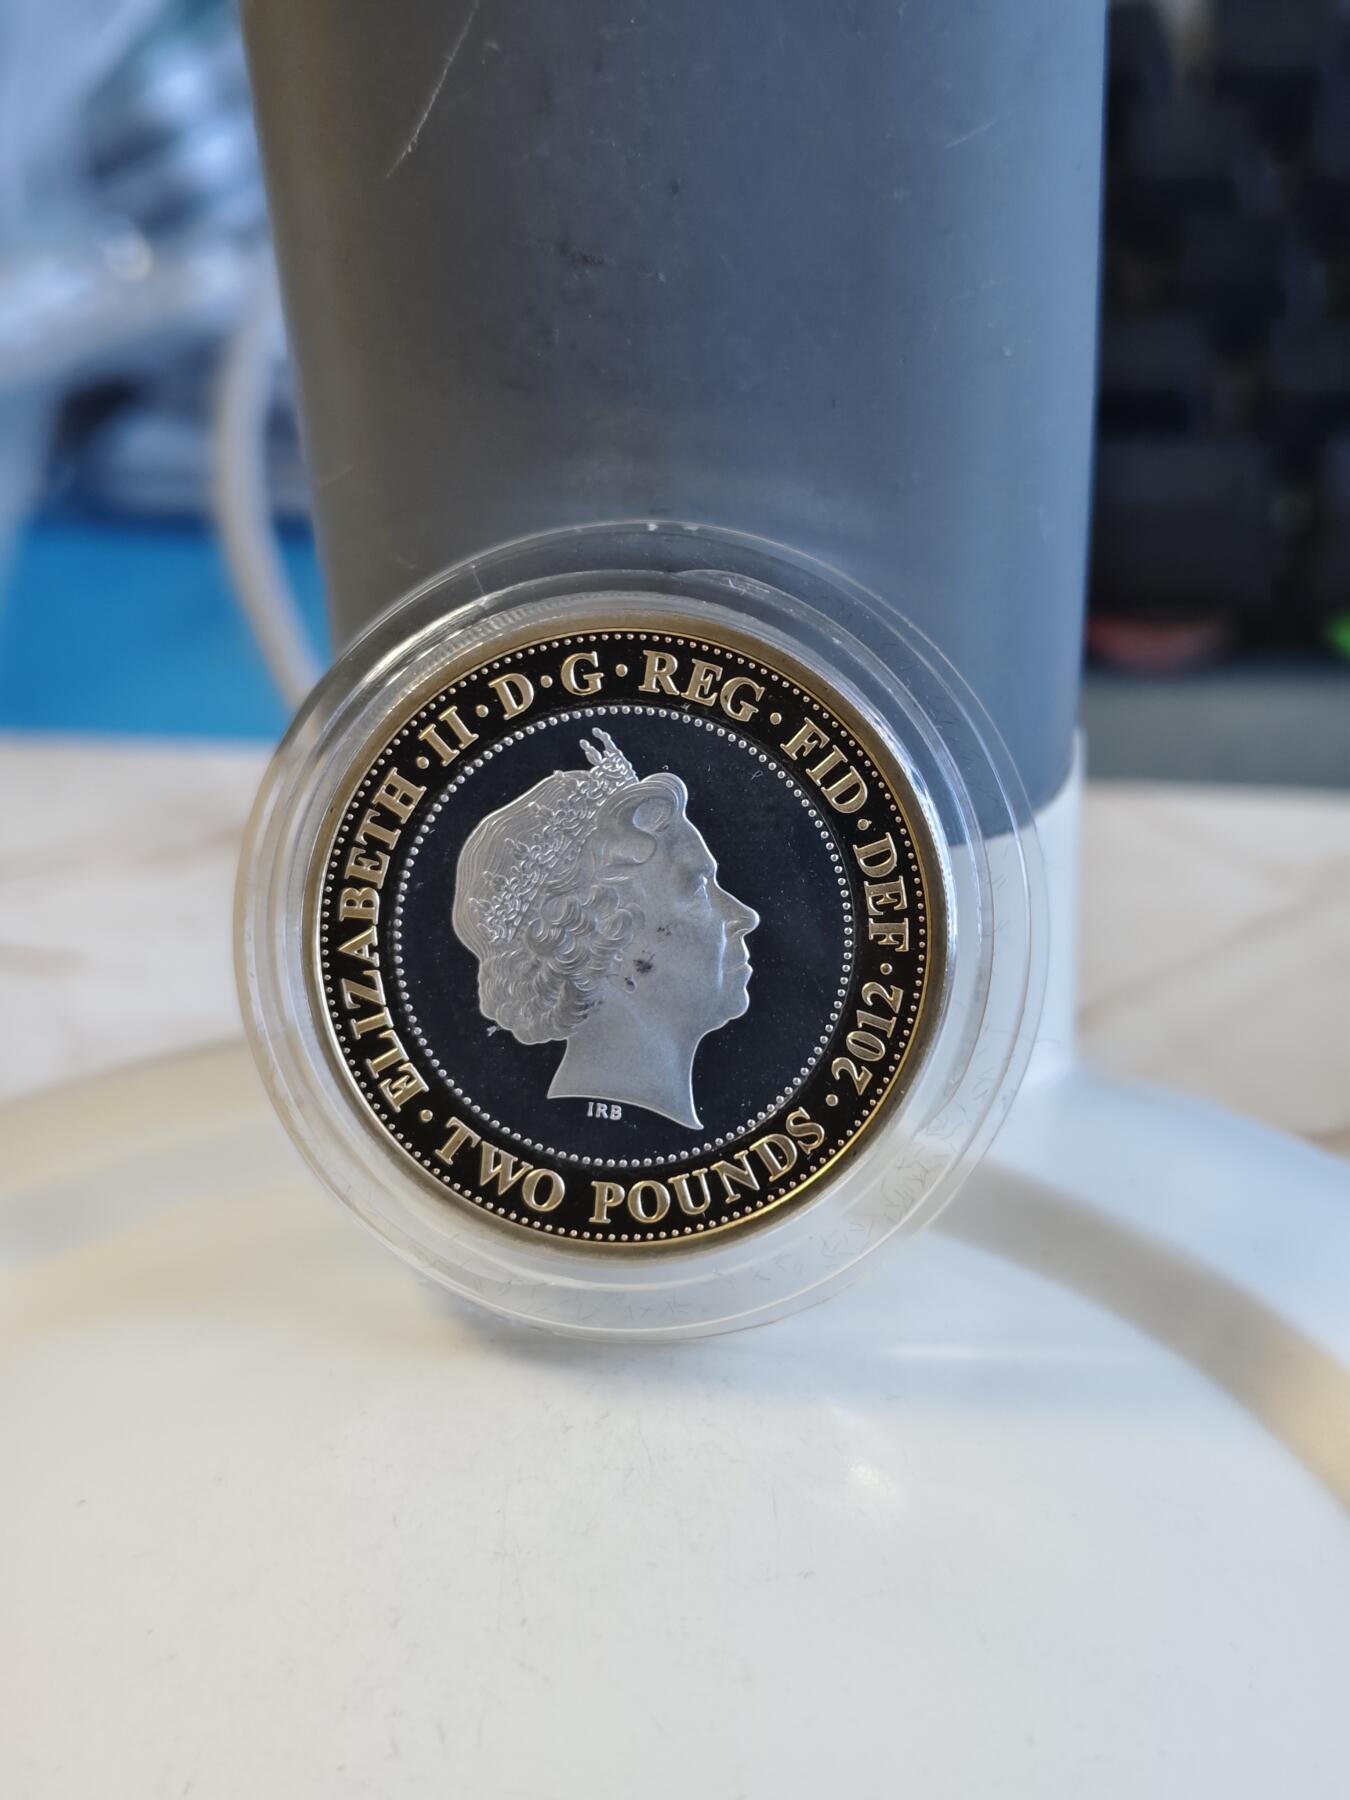 ELIZABETH · II · D · G · REG · FID · DEF · 2012 · TWO POUNDS ·
IRB